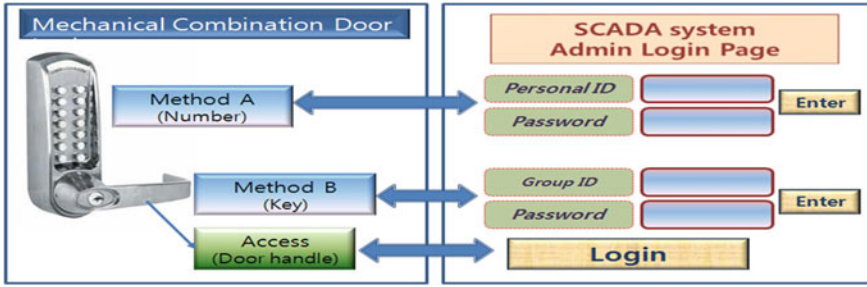 Mechanical Combination Door
Method A
(Number)
Method B
(Key)
Access
(Door handle)
SCADA system
Admin Login Page
Personal ID
Enter
Password
Group ID
Enter
Password
Login